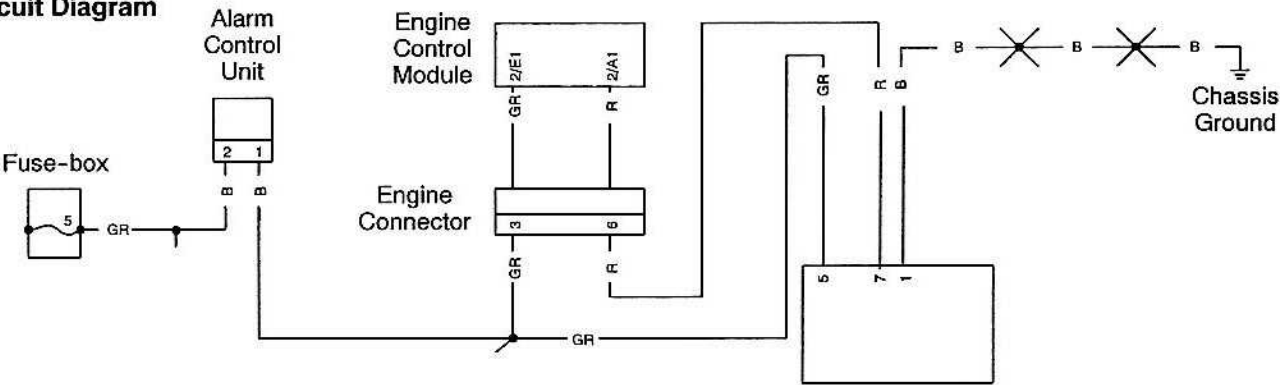 cuit Diagram
Alarm
Control
Unit
Engine
Control
Module
2/E1
2/A1
GR
R
GR
R
B
B
B
B
Chassis
Ground
2
1
Fuse-box
5
GR
B
B
Engine
Connector
3
6
GR
R
GR
5
7
1